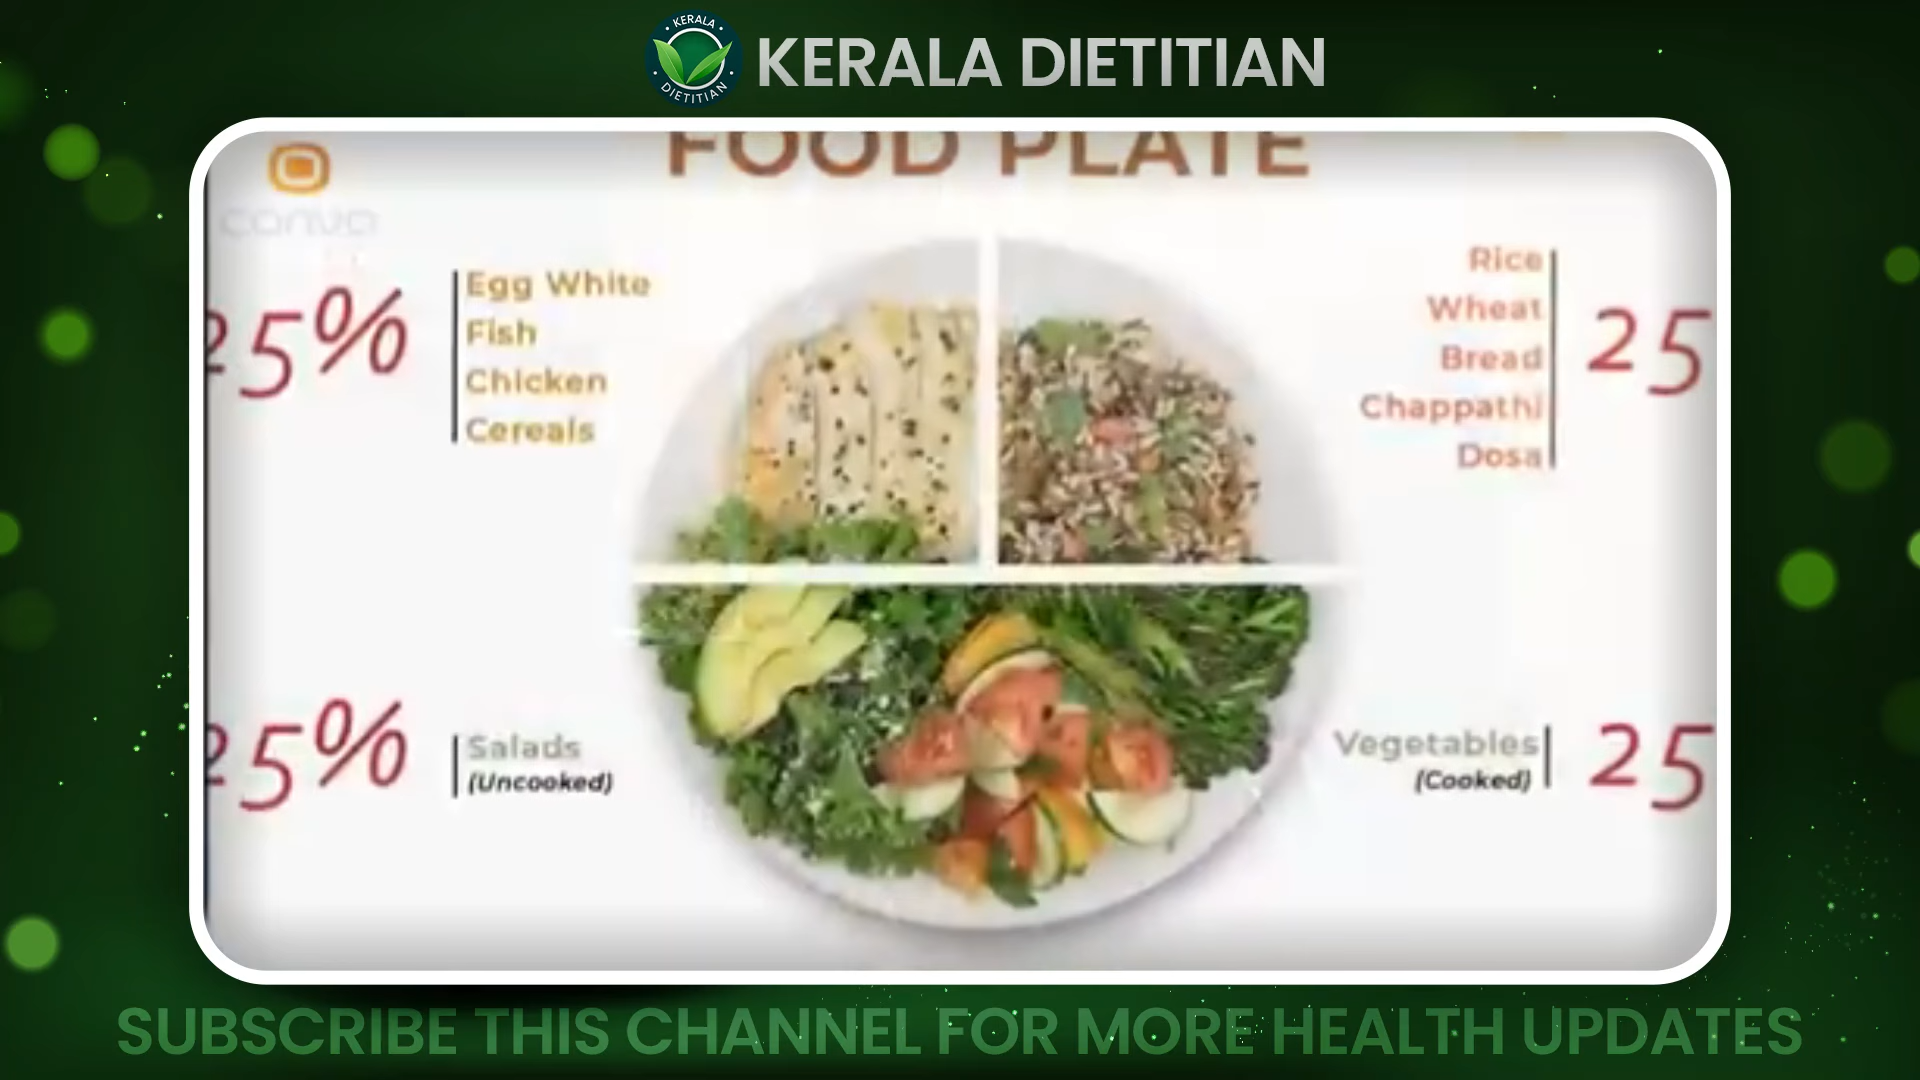 KERALA
DIETITIAN
KERALA DIETITIAN
FOOD PLATE
canva
25%
Egg White
Fish
Chicken
Cereals
Rice
Wheat
Bread
Chappathi
Dosa
25
25%
Salads
(Uncooked)
Vegetables
(Cooked)
25
SUBSCRIBE THIS CHANNEL FOR MORE HEALTH UPDATES